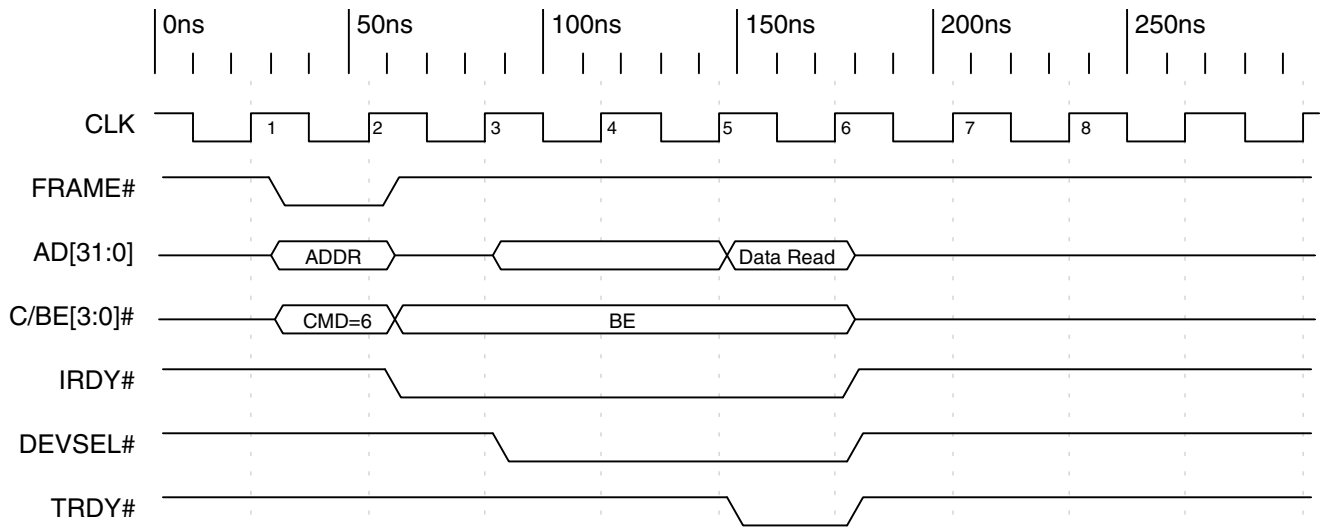 0ns 50ns 100ns 150ns 200ns 250ns
CLK 1 2 3 4 5 6 7 8
FRAME#
AD[31:0] ADDR Data Read
C/BE[3:0]# CMD=6 BE
IRDY#
DEVSEL#
TRDY#